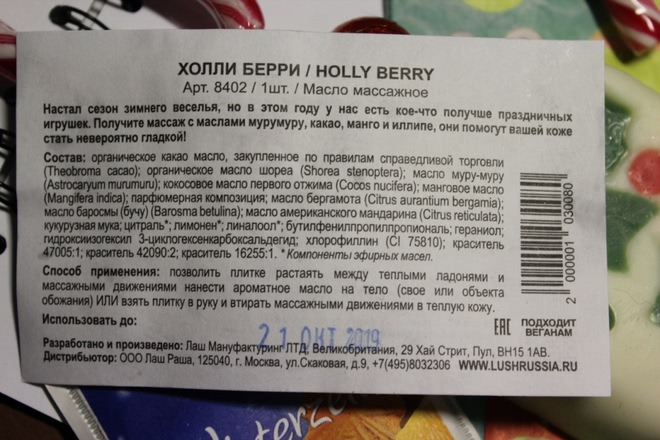 ХОЛЛИ БЕРРИ / HOLLY BERRY
Арт. 8402 / 1шт. / Масло массажное
Настал сезон зимнего веселья, но в этом году у нас есть кое-что получше праздничных
игрушек. Получите массаж с маслами мурумуру, какао, манго и иллипе, они помогут вашей коже
стать невероятно гладкой!
Состав: органическое какао масло, закупленное по правилам справедливой торговли
(Theobroma cacao); органическое масло шореа (Shorea stenoptera); масло муру-муру
(Astrocaryum murumuru); кокосовое масло первого отжима (Cocos nucifera); манговое масло
(Mangifera indica); парфюмерная композиция; масло бергамота (Citrus aurantium bergamia);
масло баросмы (бучу) (Barosma betulina); масло американского мандарина (Citrus reticulata);
кукурузная мука; цитраль*; лимонен*; линалоол*; бутилфенилпропилпропиональ; гераниол;
гидроксиизогексил 3-циклогексенкарбоксальдегид; хлорофиллин (CI 75810); краситель
47005:1; краситель 42090:2; краситель 16255:1. *Компоненты эфирных масел.
Способ применения: позволить плитке растаять между теплыми ладонями и
массажными движениями нанести ароматное масло на тело (свое или объекта
обожания) ИЛИ взять плитку в руку и втирать массажными движениями в теплую кожу.
Использовать до:
21 ОКТ 2019
EAC ПОДХОДИТ
ВЕГАНАМ
Разработано и произведено: Лаш Мануфактуринг ЛТД, Великобритания, 29 Хай Стрит, Пул, BH15 1AB.
Дистрибьютор: ООО Лаш Раша, 125040, г. Москва, ул.Скаковая, д.9, +7(495)8032306 WWW.LUSHRUSSIA.RU
2 000001 030080